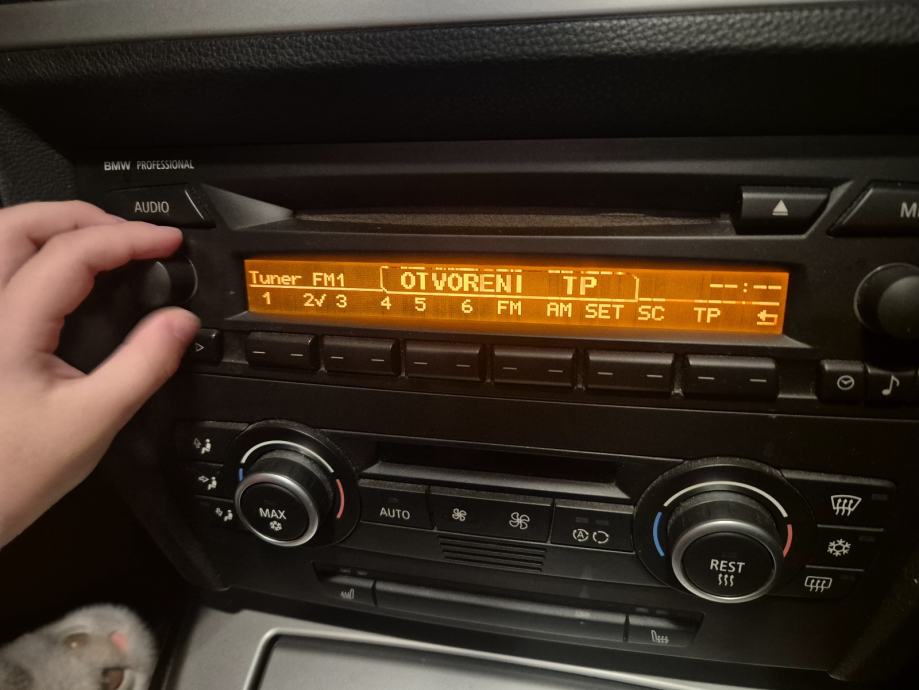 BMW PROFESSIONAL
AUDIO
M
Tuner FM1 OTVORENI TP --:--
1 2√ 3 4 5 6 FM AM SET SC TP
MAX
AUTO
A
REST